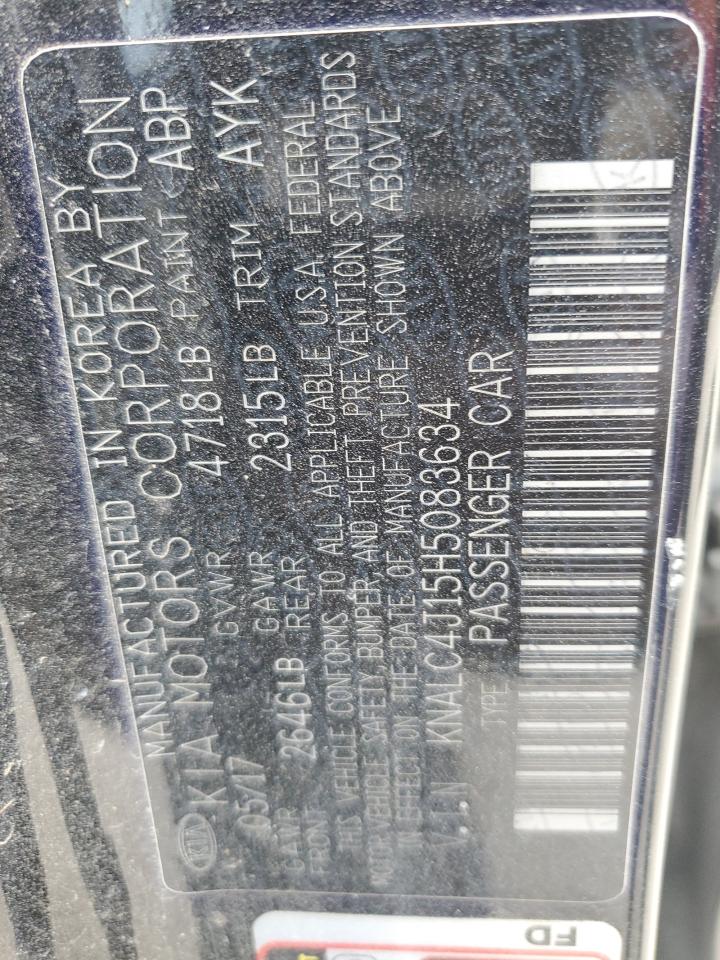 MANUFACTURED IN KOREA BY
KIA
KIA MOTORS CORPORATION
05/17 GVWR 4718LB PAINT ABP
GAWR FRONT 2646LB GAWR REAR 2315LB TRIM AYK
THIS VEHICLE CONFORMS TO ALL APPLICABLE U.S.A FEDERAL
MOTOR VEHICLE SAFETY, BUMPER, AND THEFT PREVENTION STANDARDS
IN EFFECT ON THE DATE OF MANUFACTURE SHOWN ABOVE
V.I.N KNALC4J15H5083634
TYPE PASSENGER CAR
FD